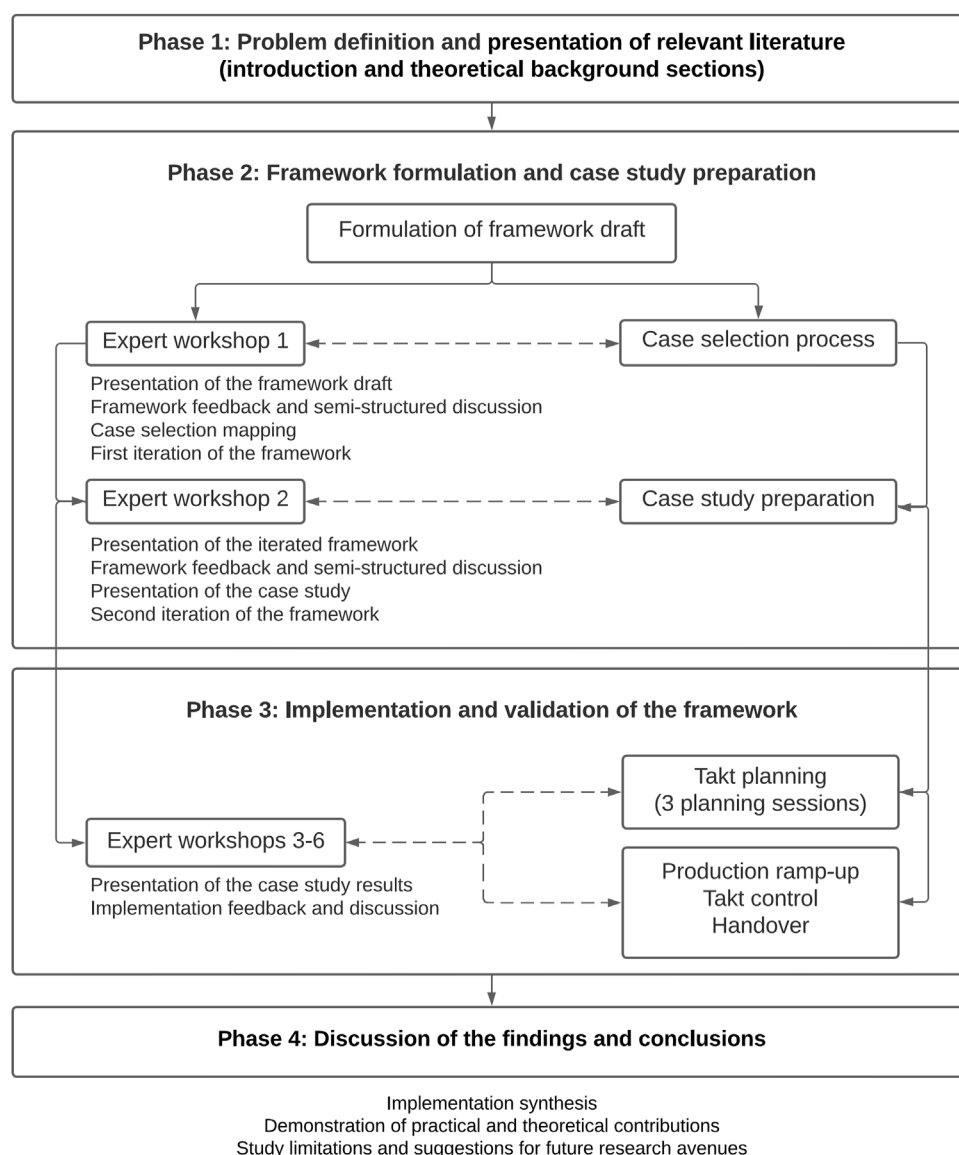 Phase 1: Problem definition and presentation of relevant literature
(introduction and theoretical background sections)
Phase 2: Framework formulation and case study preparation
Formulation of framework draft
Expert workshop 1
Case selection process
Presentation of the framework draft
Framework feedback and semi-structured discussion
Case selection mapping
First iteration of the framework
Expert workshop 2
Case study preparation
Presentation of the iterated framework
Framework feedback and semi-structured discussion
Presentation of the case study
Second iteration of the framework
Phase 3: Implementation and validation of the framework
Takt planning
(3 planning sessions)
Expert workshops 3-6
Presentation of the case study results
Implementation feedback and discussion
Production ramp-up
Takt control
Handover
Phase 4: Discussion of the findings and conclusions
Implementation synthesis
Demonstration of practical and theoretical contributions
Study limitations and suggestions for future research avenues